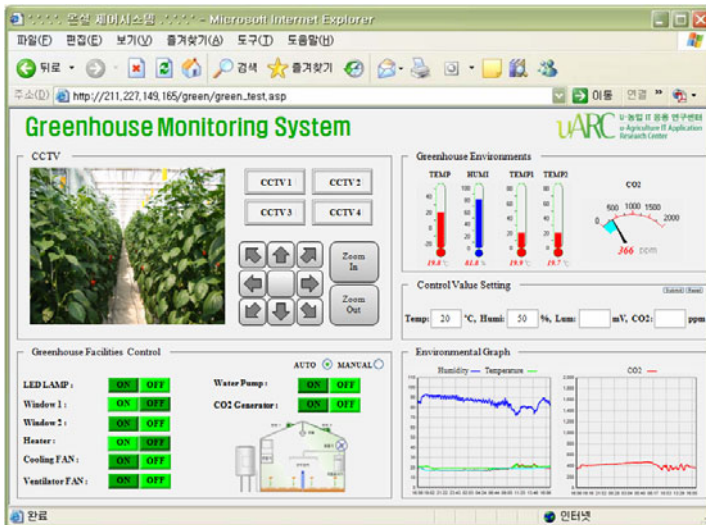 온실 제어시스템 - Microsoft Internet Explorer
파일(F) 편집(E) 보기(V) 즐겨찾기(A) 도구(T) 도움말(H)
뒤로 검색 즐겨찾기
주소(D) http://211,227,149,165/green/green_test,asp 이동 연결 »
Greenhouse Monitoring System
uARC
u-농업 IT 응용 연구센터
u-Agriculture IT Application
Research Center
CCTV
CCTV 1 CCTV 2
CCTV 3 CCTV 4
Zoom In
Zoom Out
Greenhouse Environments
TEMP HUMI TEMP1 TEMP2
CO2
0 500 1000 1500 2000
366 ppm
19.9 °C 19.7 °C
Control Value Setting
Temp: 20 °C, Humi: 50 %, Lum: mV, CO2: ppm
Greenhouse Facilities Control
AUTO MANUAL
LED LAMP : ON OFF
Window 1 : ON OFF
Window 2 : ON OFF
Heater : ON OFF
Cooling FAN : ON OFF
Ventilator FAN : ON OFF
Water Pump : ON OFF
CO2 Generator : ON OFF
Environmental Graph
Humidity Temperature
CO2
완료 인터넷